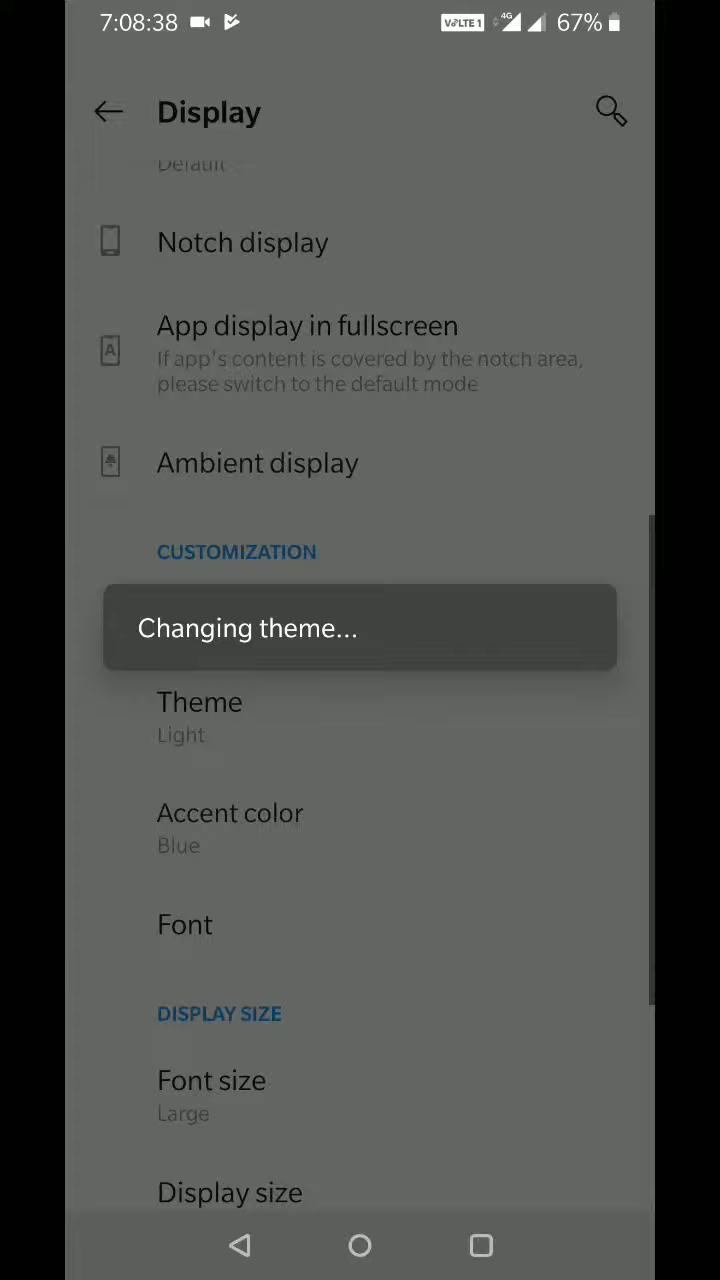 7:08:38
VoLTE 1 4G 67%
Display
Default
Notch display
App display in fullscreen
If app's content is covered by the notch area,
please switch to the default mode
A
Ambient display
CUSTOMIZATION
Changing theme...
Theme
Light
Accent color
Blue
Font
DISPLAY SIZE
Font size
Large
Display size